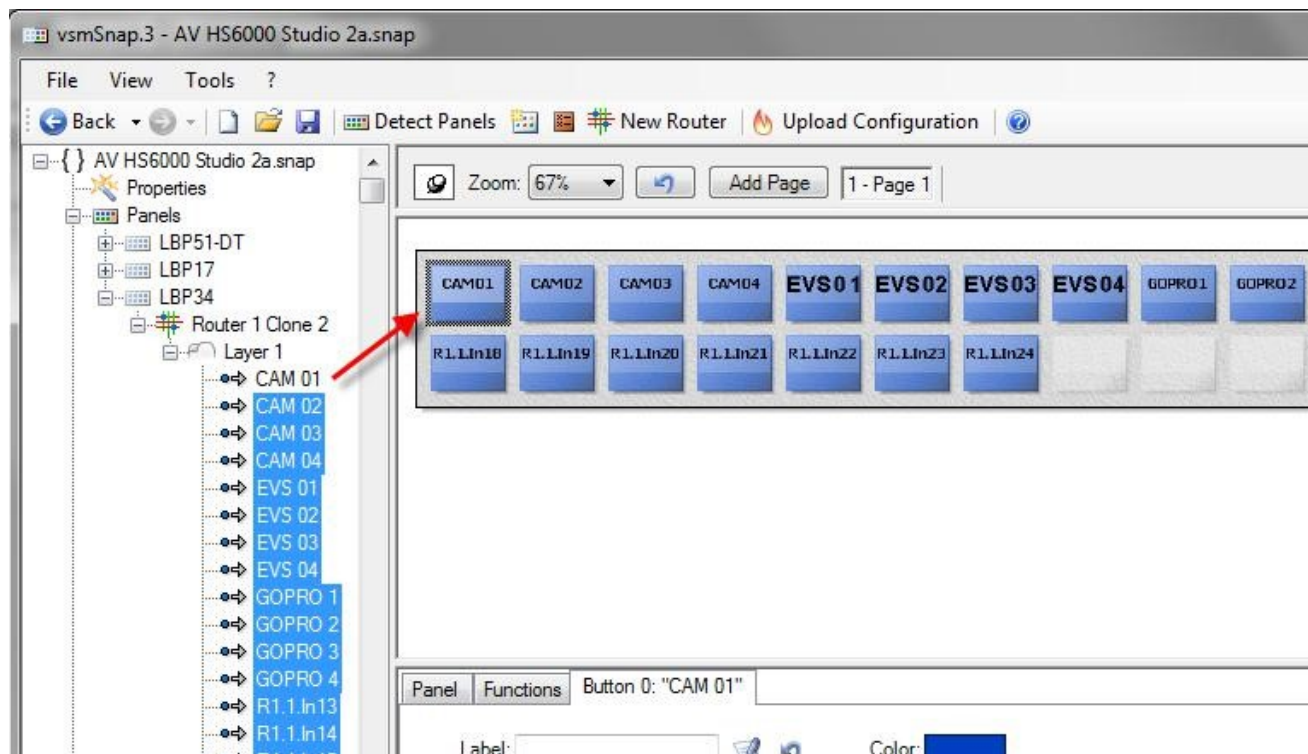 vsmSnap.3 - AV HS6000 Studio 2a.snap
File View Tools ?
Back Detect Panels New Router Upload Configuration
AV HS6000 Studio 2a.snap
Properties
Panels
LBP51-DT
LBP17
LBP34
Router 1 Clone 2
Layer 1
CAM 01
CAM 02
CAM 03
CAM 04
EVS 01
EVS 02
EVS 03
EVS 04
GOPRO 1
GOPRO 2
GOPRO 3
GOPRO 4
R1.1.In13
R1.1.In14
Zoom: 67% Add Page 1 - Page 1
CAM01 CAM02 CAM03 CAM04 EVS01 EVS02 EVS03 EVS04 GOPRO1 GOPRO2
R1.1.In18 R1.1.In19 R1.1.In20 R1.1.In21 R1.1.In22 R1.1.In23 R1.1.In24
Panel Functions Button 0: "CAM 01"
Label: Color: